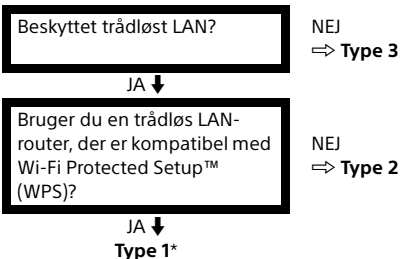 Beskyttet trådløst LAN?
NEJ
⇨ Type 3
JA ⬇
Bruger du en trådløs LAN-
router, der er kompatibel med
Wi-Fi Protected Setup™
(WPS)?
NEJ
⇨ Type 2
JA ⬇
Type 1*